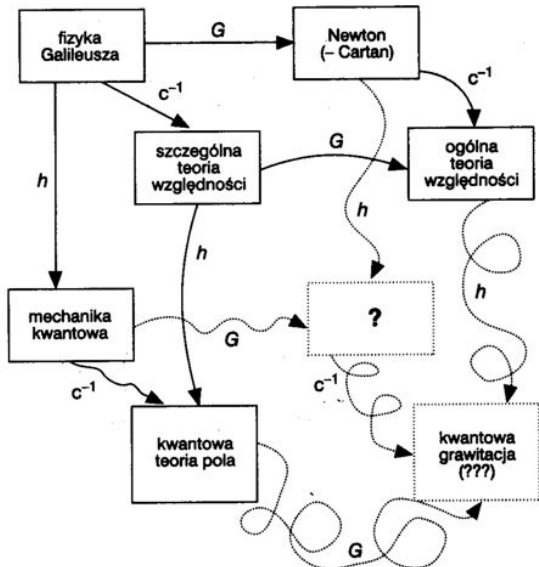 fizyka
Galileusza
G
Newton
(– Cartan)
c⁻¹
c⁻¹
szczególna
teoria
względności
G
ogólna
teoria
względności
h
h
h
h
mechanika
kwantowa
G
?
c⁻¹
c⁻¹
kwantowa
teoria pola
kwantowa
grawitacja
(???)
G